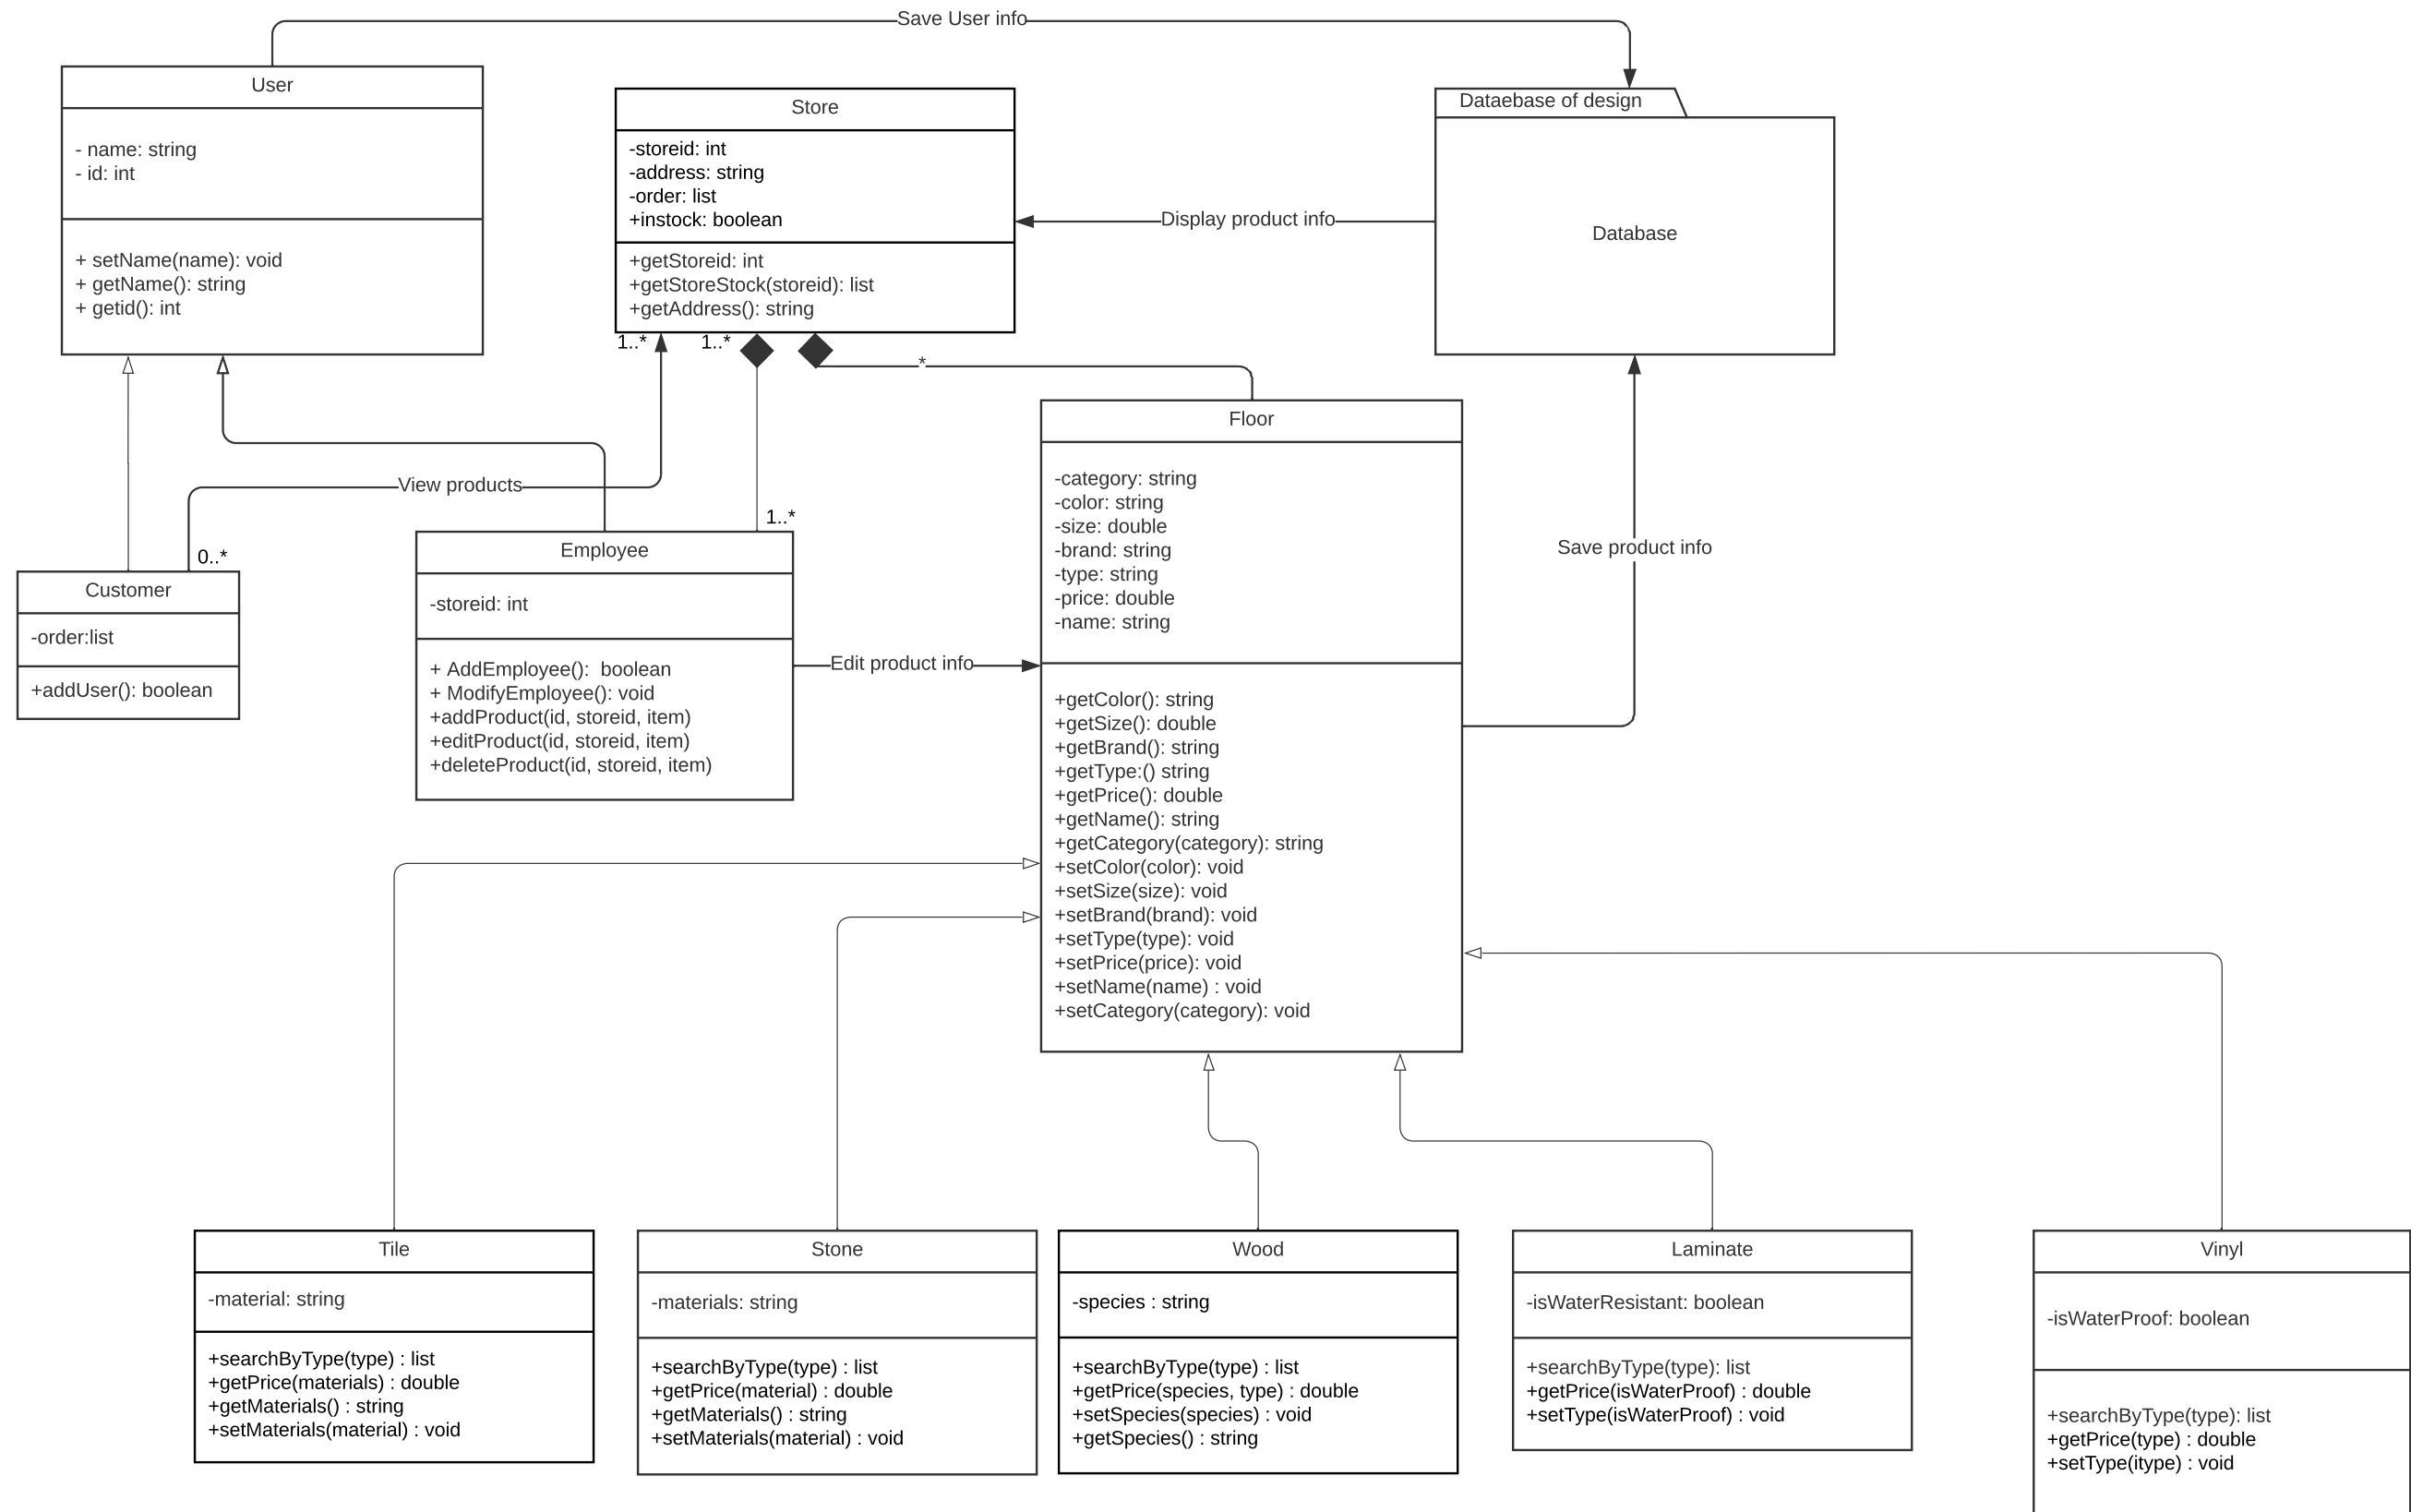 Save User info
User
- name: string
- id: int
+ setName(name): void
+ getName(): string
+ getid(): int
Store
-storeid: int
-address: string
-order: list
+instock: boolean
+getStoreid: int
+getStoreStock(storeid): list
+getAddress(): string
Dataebase of design
Database
Display product info
1..*
1..*
*
View products
0..*
1..*
Customer
-order:list
+addUser(): boolean
Employee
-storeid: int
+ AddEmployee():  boolean
+ ModifyEmployee(): void
+addProduct(id, storeid, item)
+editProduct(id, storeid, item)
+deleteProduct(id, storeid, item)
Edit product info
Floor
-category: string
-color: string
-size: double
-brand: string
-type: string
-price: double
-name: string
+getColor(): string
+getSize(): double
+getBrand(): string
+getType:() string
+getPrice(): double
+getName(): string
+getCategory(category): string
+setColor(color): void
+setSize(size): void
+setBrand(brand): void
+setType(type): void
+setPrice(price): void
+setName(name) : void
+setCategory(category): void
Save product info
Tile
-material: string
+searchByType(type) : list
+getPrice(materials) : double
+getMaterials() : string
+setMaterials(material) : void
Stone
-materials: string
+searchByType(type) : list
+getPrice(material) : double
+getMaterials() : string
+setMaterials(material) : void
Wood
-species : string
+searchByType(type) : list
+getPrice(species, type) : double
+setSpecies(species) : void
+getSpecies() : string
Laminate
-isWaterResistant: boolean
+searchByType(type): list
+getPrice(isWaterProof) : double
+setType(isWaterProof) : void
Vinyl
-isWaterProof: boolean
+searchByType(type): list
+getPrice(type) : double
+setType(itype) : void